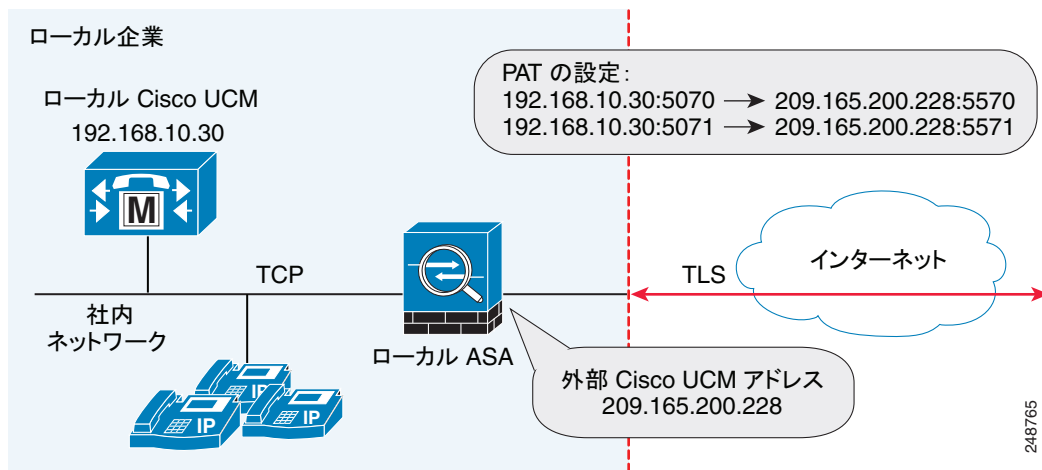 ローカル企業
ローカル Cisco UCM
192.168.10.30
M
PAT の設定:
192.168.10.30:5070 → 209.165.200.228:5570
192.168.10.30:5071 → 209.165.200.228:5571
TCP
TLS
インターネット
社内
ネットワーク
ローカル ASA
IP
IP
IP
外部 Cisco UCM アドレス
209.165.200.228
248765